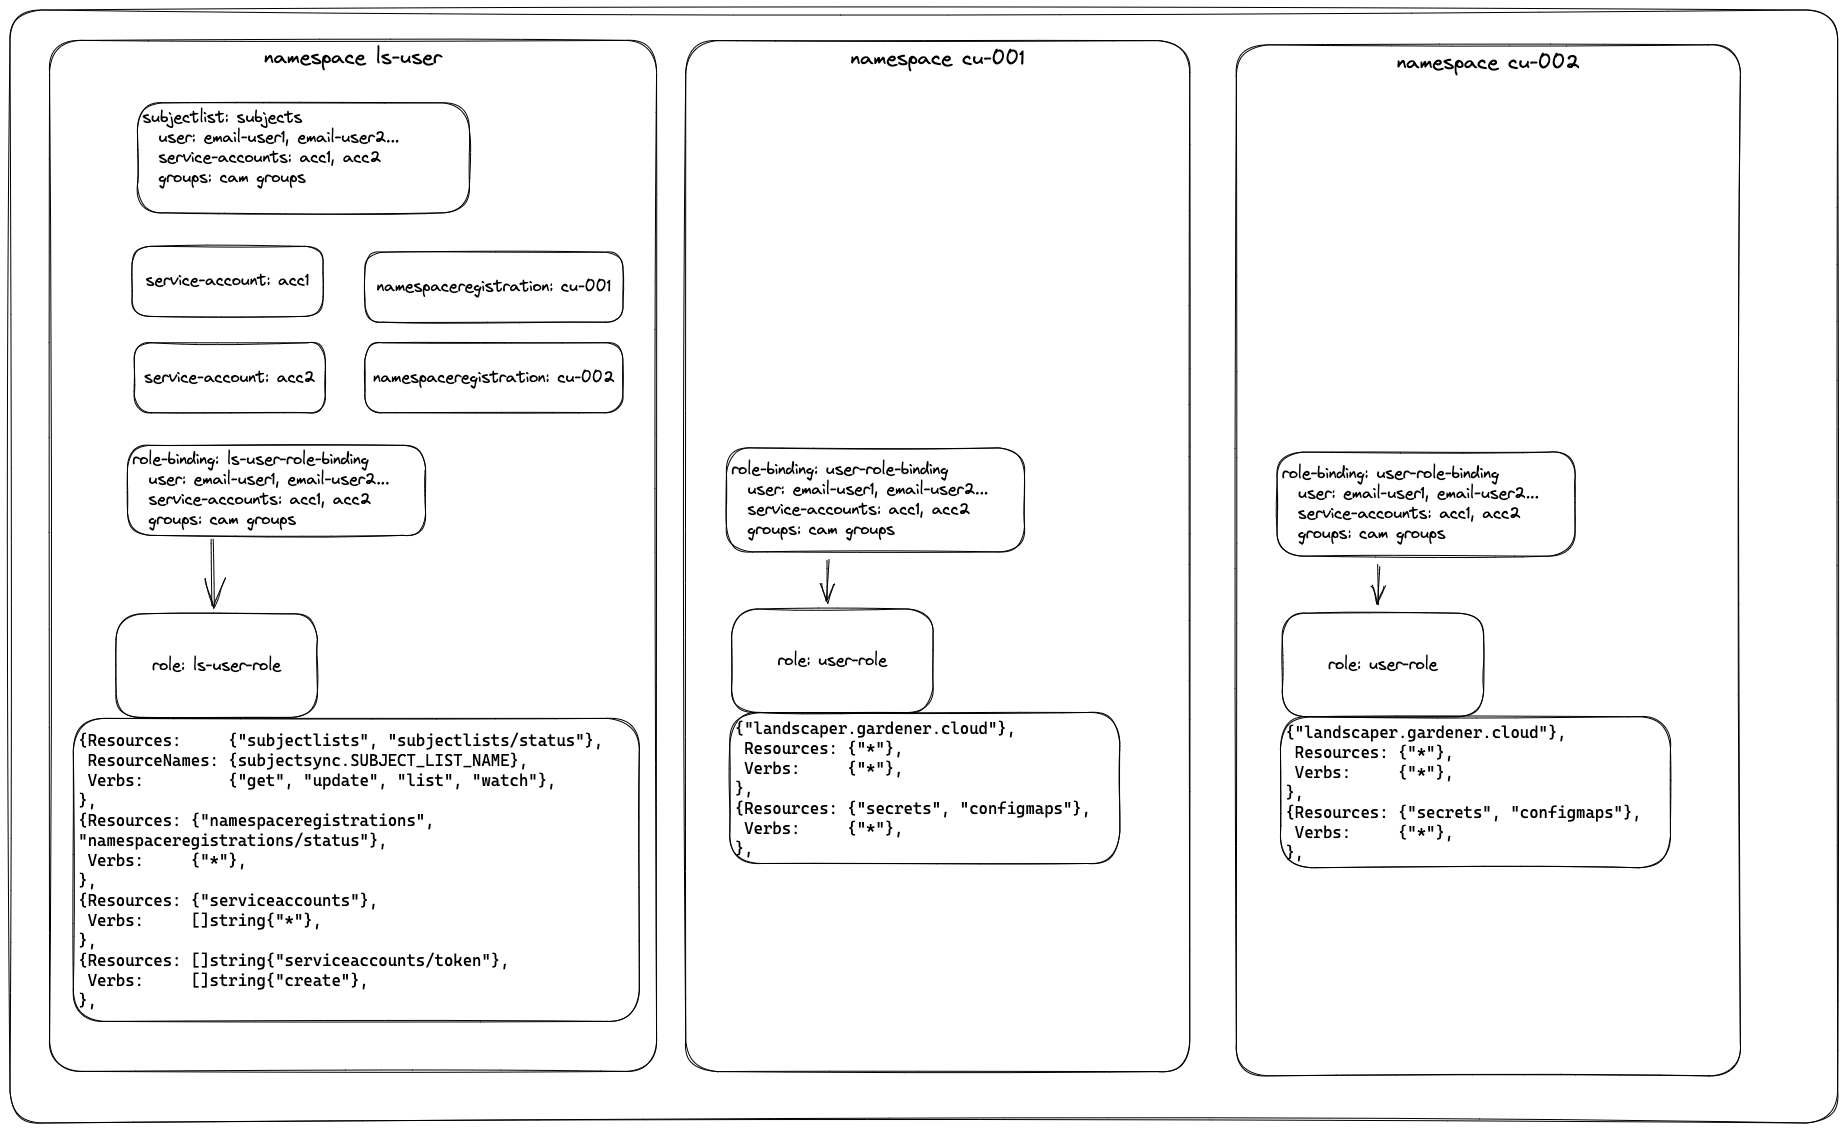 namespace ls-user
subjectlist: subjects
user: email-user1, email-user2...
service-accounts: acc1, acc2
groups: cam groups
service-account: acc1
namespaceregistration: cu-001
service-account: acc2
namespaceregistration: cu-002
role-binding: ls-user-role-binding
user: email-user1, email-user2...
service-accounts: acc1, acc2
groups: cam groups
role: ls-user-role
{Resources:     {"subjectlists", "subjectlists/status"},
 ResourceNames: {subjectsync.SUBJECT_LIST_NAME},
 Verbs:         {"get", "update", "list", "watch"},
},
{Resources: {"namespaceregistrations",
"namespaceregistrations/status"},
 Verbs:     {"*"},
},
{Resources: {"serviceaccounts"},
 Verbs:     []string{"*"},
},
{Resources: []string{"serviceaccounts/token"},
 Verbs:     []string{"create"},
},
namespace cu-001
role-binding: user-role-binding
user: email-user1, email-user2...
service-accounts: acc1, acc2
groups: cam groups
role: user-role
{"landscaper.gardener.cloud"},
 Resources: {"*"},
 Verbs:     {"*"},
},
{Resources: {"secrets", "configmaps"},
 Verbs:     {"*"},
},
namespace cu-002
role-binding: user-role-binding
user: email-user1, email-user2...
service-accounts: acc1, acc2
groups: cam groups
role: user-role
{"landscaper.gardener.cloud"},
 Resources: {"*"},
 Verbs:     {"*"},
},
{Resources: {"secrets", "configmaps"},
 Verbs:     {"*"},
},